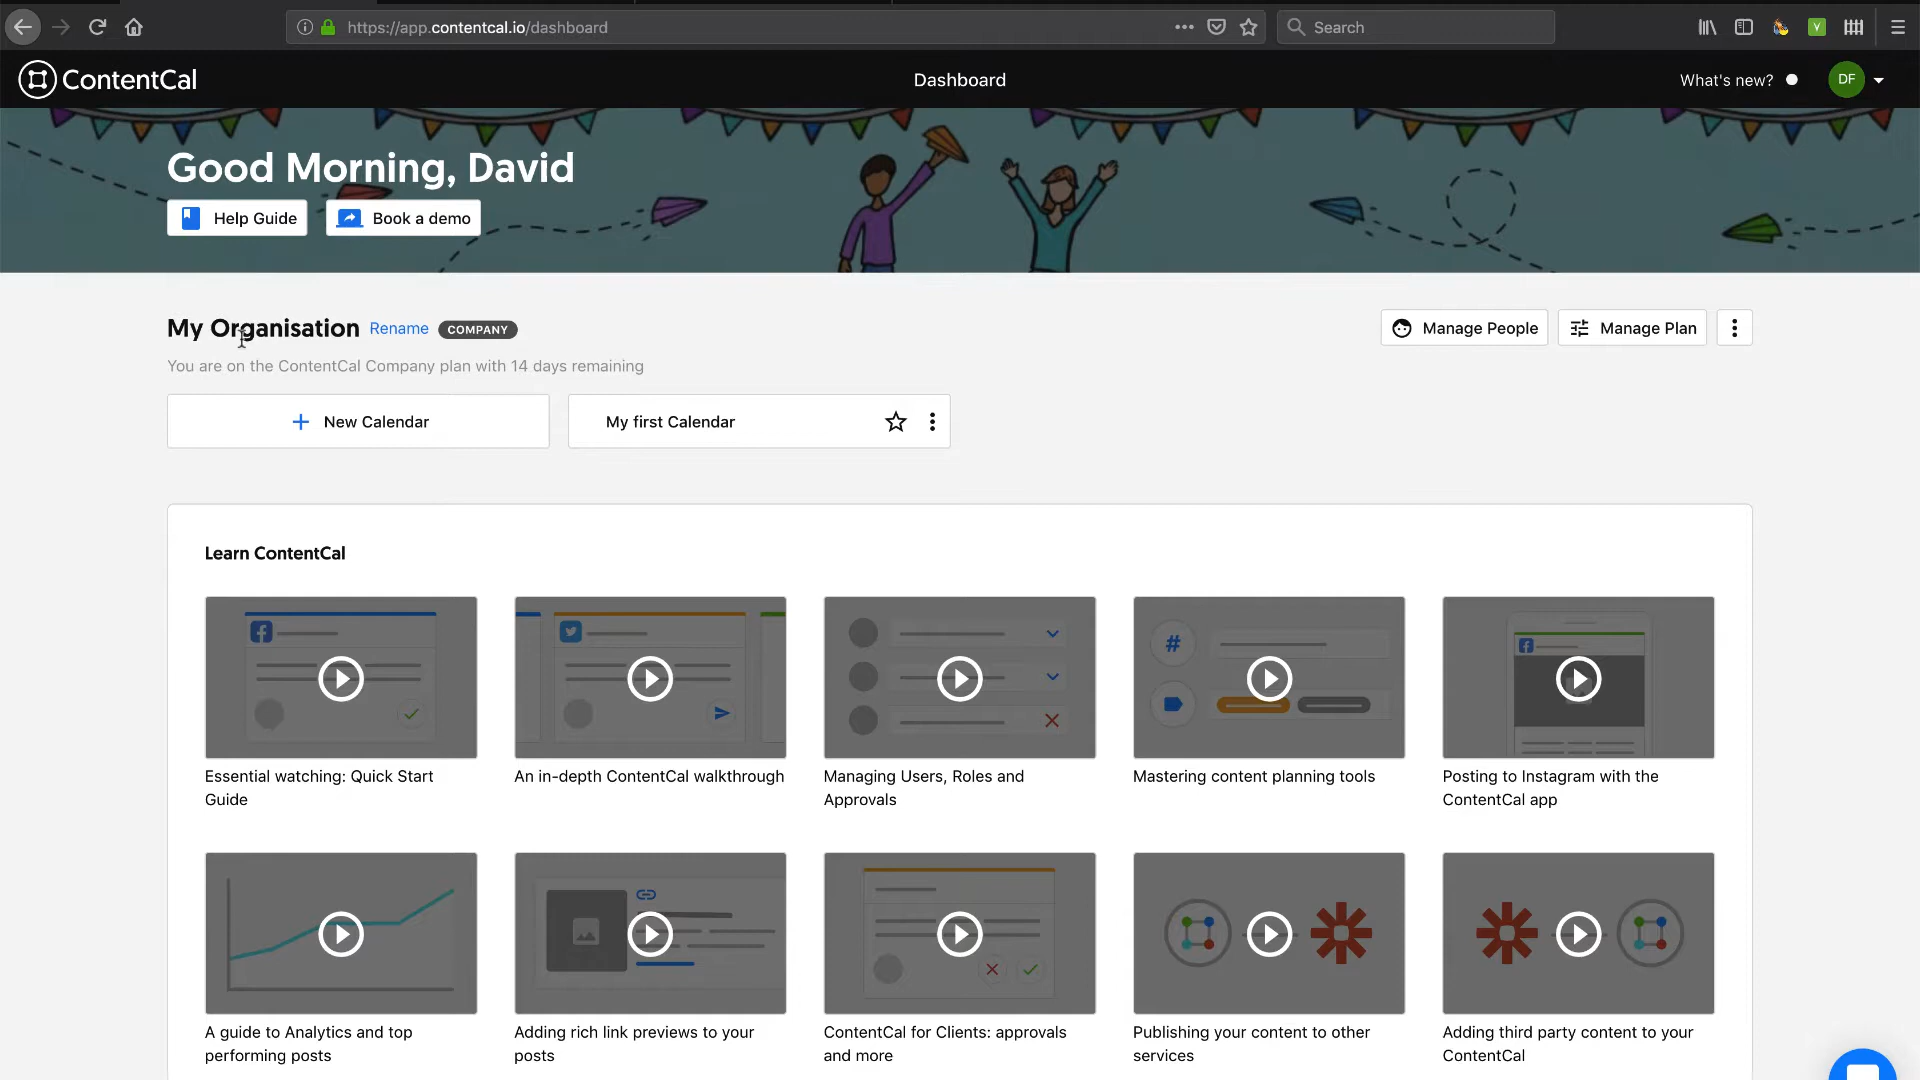 https://app.contentcal.io/dashboard
Search
ContentCal
Dashboard
What's new?
DF
Good Morning, David
Help Guide
Book a demo
My Organisation Rename COMPANY
Manage People
Manage Plan
You are on the ContentCal Company plan with 14 days remaining
+ New Calendar
My first Calendar
Learn ContentCal
#
Essential watching: Quick Start
Guide
An in-depth ContentCal walkthrough
Managing Users, Roles and
Approvals
Mastering content planning tools
Posting to Instagram with the
ContentCal app
A guide to Analytics and top
performing posts
Adding rich link previews to your
posts
ContentCal for Clients: approvals
and more
Publishing your content to other
services
Adding third party content to your
ContentCal